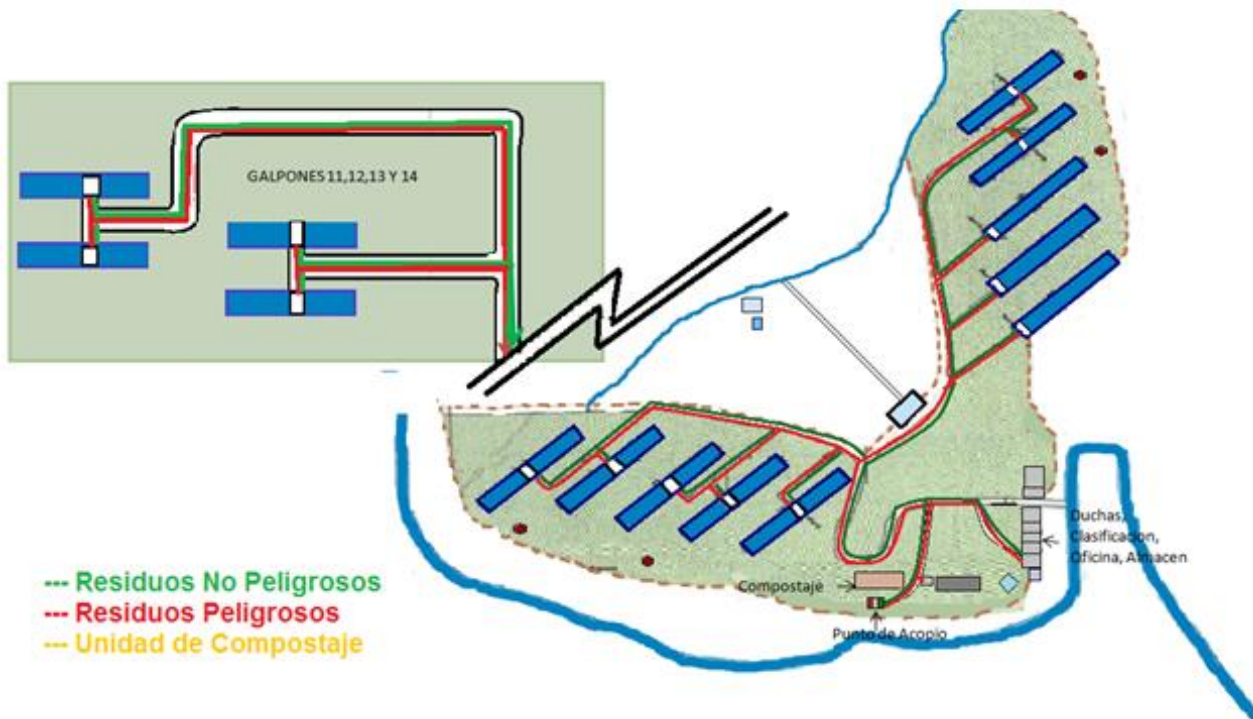 GALPONES 11,12,13 Y 14
Duchas,
Clasificacion,
Oficina, Almacen
Compostaje
Punto de Acopio
--- Residuos No Peligrosos
--- Residuos Peligrosos
--- Unidad de Compostaje